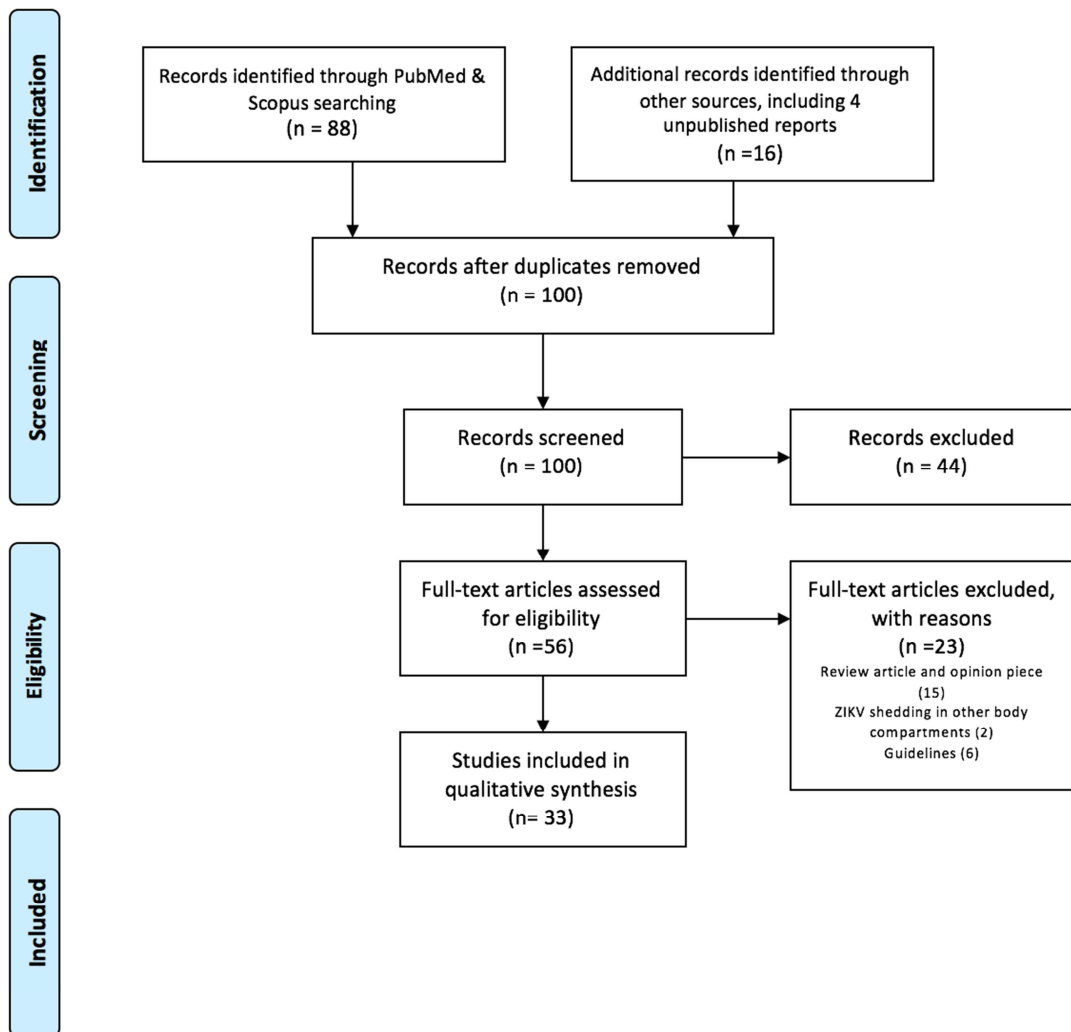 Identification
Records identified through PubMed &
Scopus searching
(n = 88)
Additional records identified through
other sources, including 4
unpublished reports
(n =16)
Records after duplicates removed
(n = 100)
Screening
Records screened
(n = 100)
Records excluded
(n = 44)
Eligibility
Full-text articles assessed
for eligibility
(n =56)
Full-text articles excluded,
with reasons
(n =23)
Review article and opinion piece
(15)
ZIKV shedding in other body
compartments (2)
Guidelines (6)
Studies included in
qualitative synthesis
(n= 33)
Included